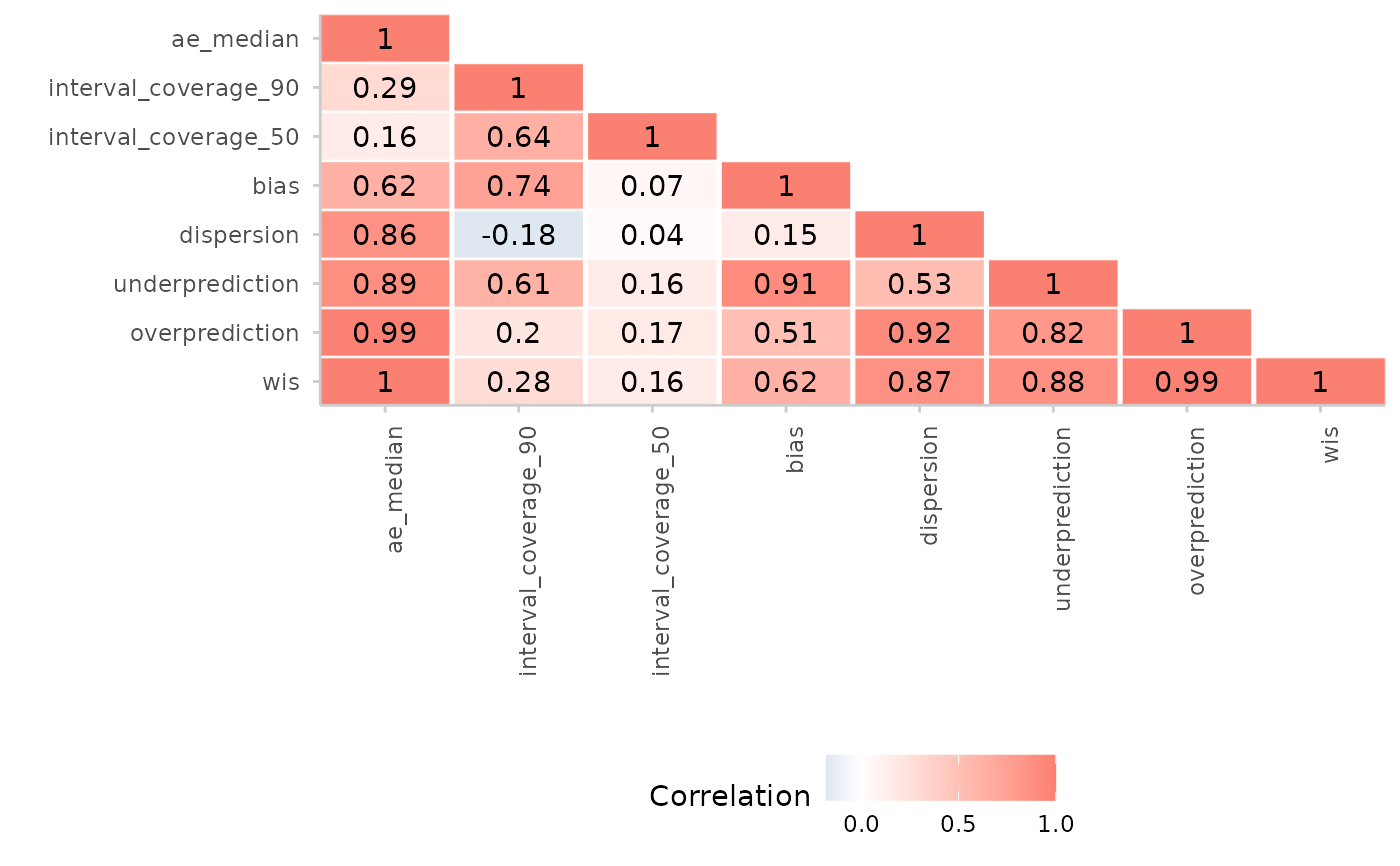 ae_median 1
interval_coverage_90 0.29 1
interval_coverage_50 0.16 0.64 1
bias 0.62 0.74 0.07 1
dispersion 0.86 -0.18 0.04 0.15 1
underprediction 0.89 0.61 0.16 0.91 0.53 1
overprediction 0.99 0.2 0.17 0.51 0.92 0.82 1
wis 1 0.28 0.16 0.62 0.87 0.88 0.99 1
ae_median
interval_coverage_90
interval_coverage_50
bias
dispersion
underprediction
overprediction
wis
Correlation
0.0 0.5 1.0